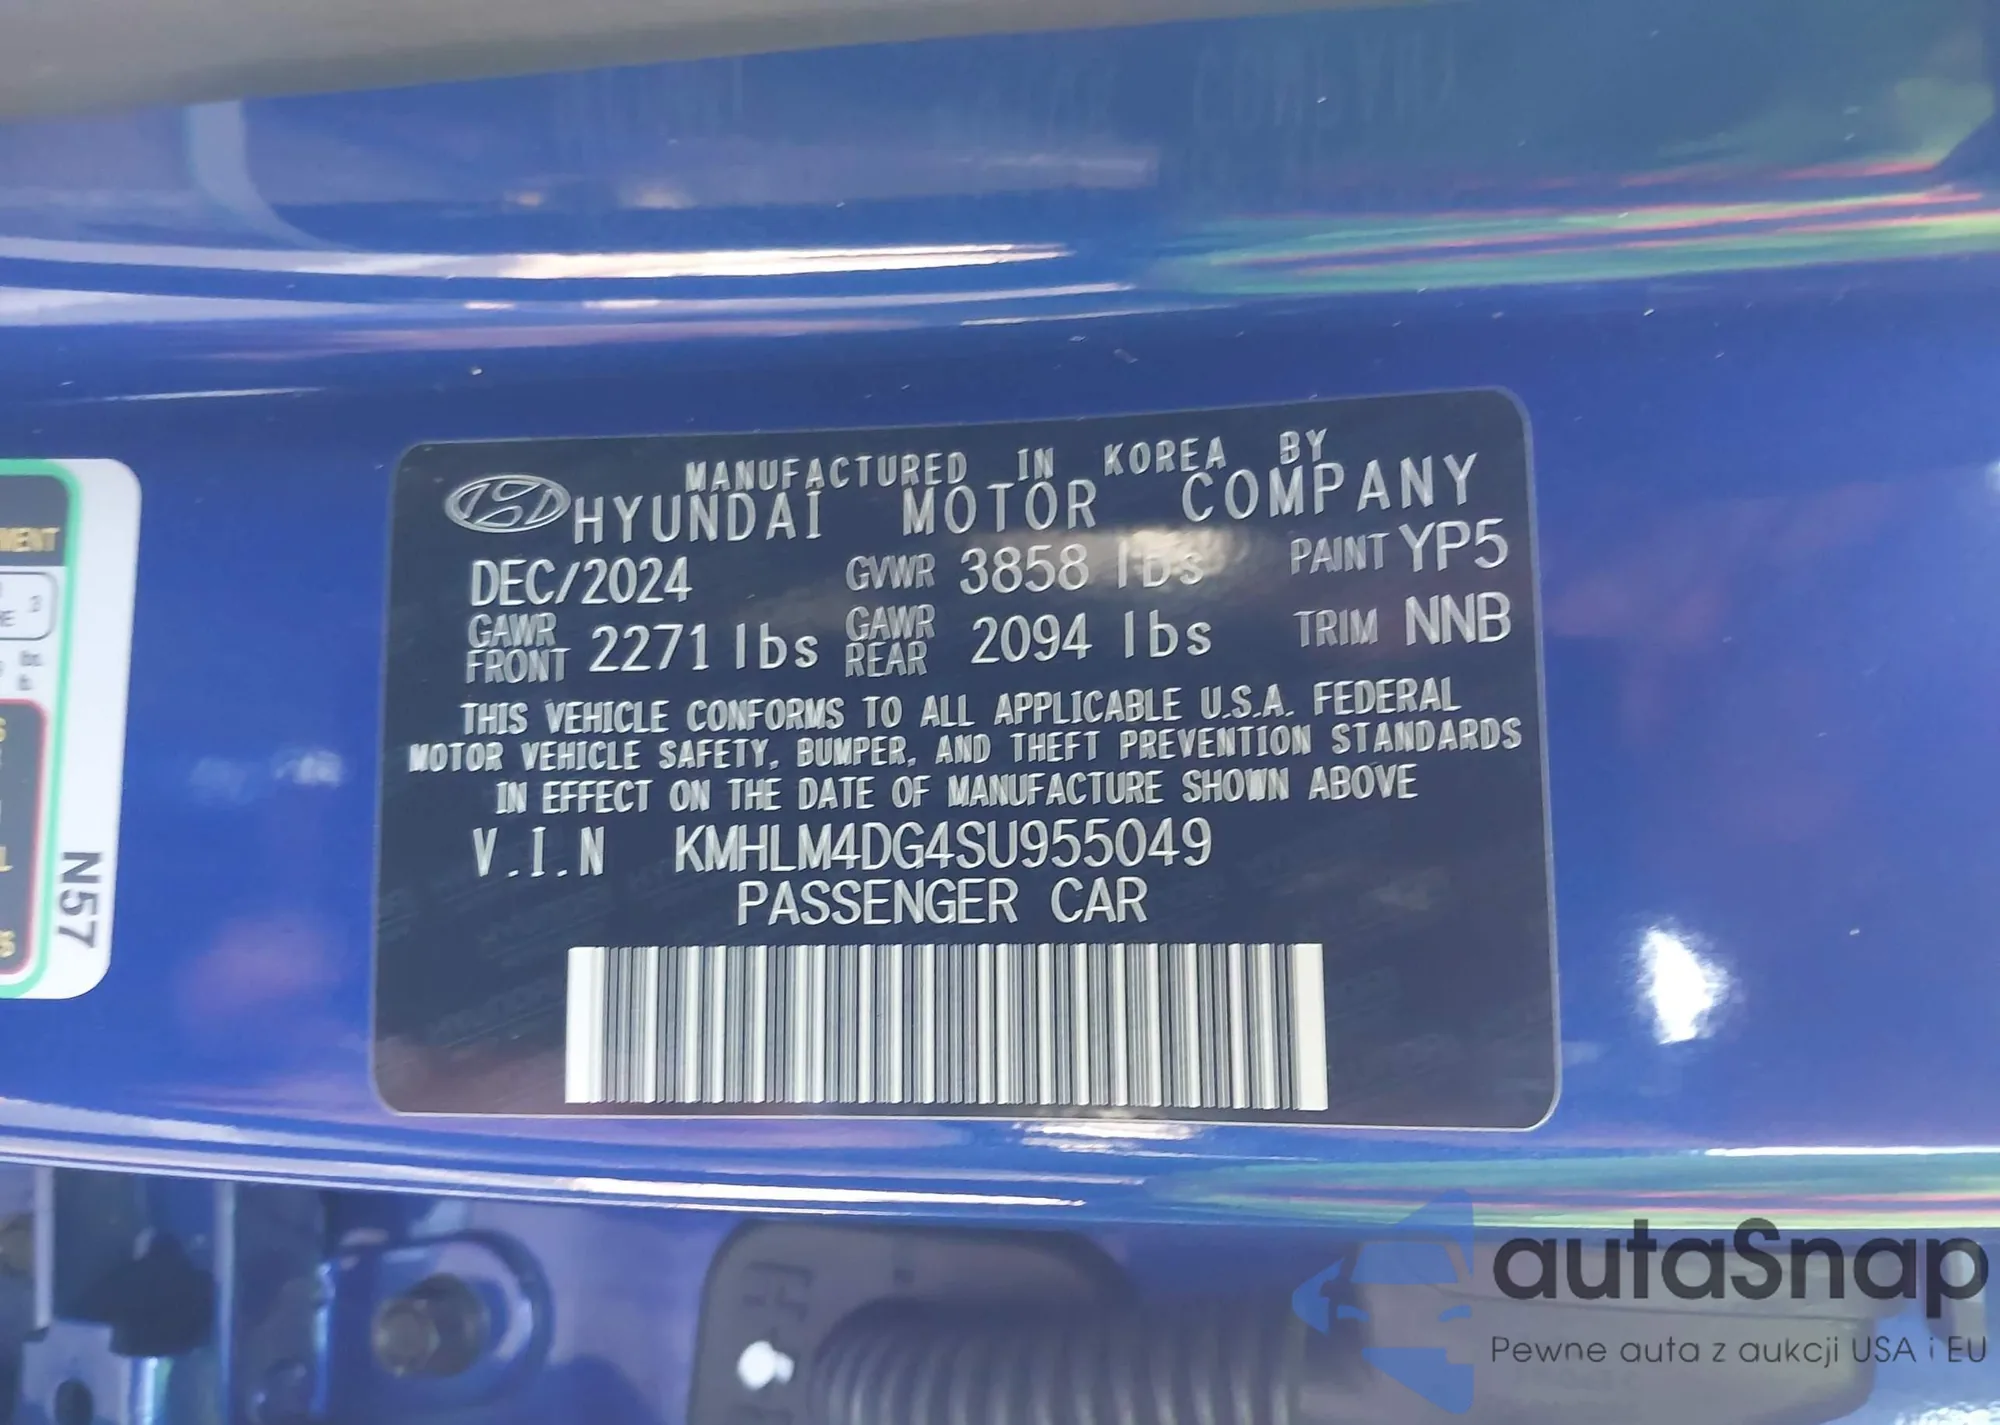 MANUFACTURED IN KOREA BY
HYUNDAI MOTOR COMPANY
DEC/2024 GVWR 3858 lbs PAINT YP5
GAWR FRONT 2271 lbs GAWR REAR 2094 lbs TRIM NNB
THIS VEHICLE CONFORMS TO ALL APPLICABLE U.S.A. FEDERAL
MOTOR VEHICLE SAFETY, BUMPER, AND THEFT PREVENTION STANDARDS
IN EFFECT ON THE DATE OF MANUFACTURE SHOWN ABOVE
V.I.N KMHLM4DG4SU955049
PASSENGER CAR
N57
autaSnap
Pewne auta z aukcji USA i EU